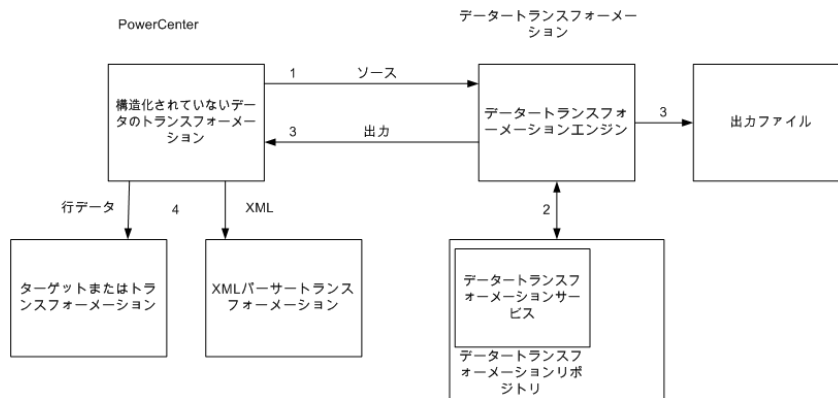 PowerCenter
データートランスフォーメー
ション
構造化されていないデー
タのトランスフォーメー
ション
1 ソース
3 出力
データートランスフォ
ーメーションエンジン
3
出力ファイル
行データ 4 XML
2
ターゲットまたはトラ
ンスフォーメーション
XMLパーサートランス
フォーメーション
データートランスフ
ォーメーションサー
ビス
データートランスフ
ォーメーションリポ
ジトリ